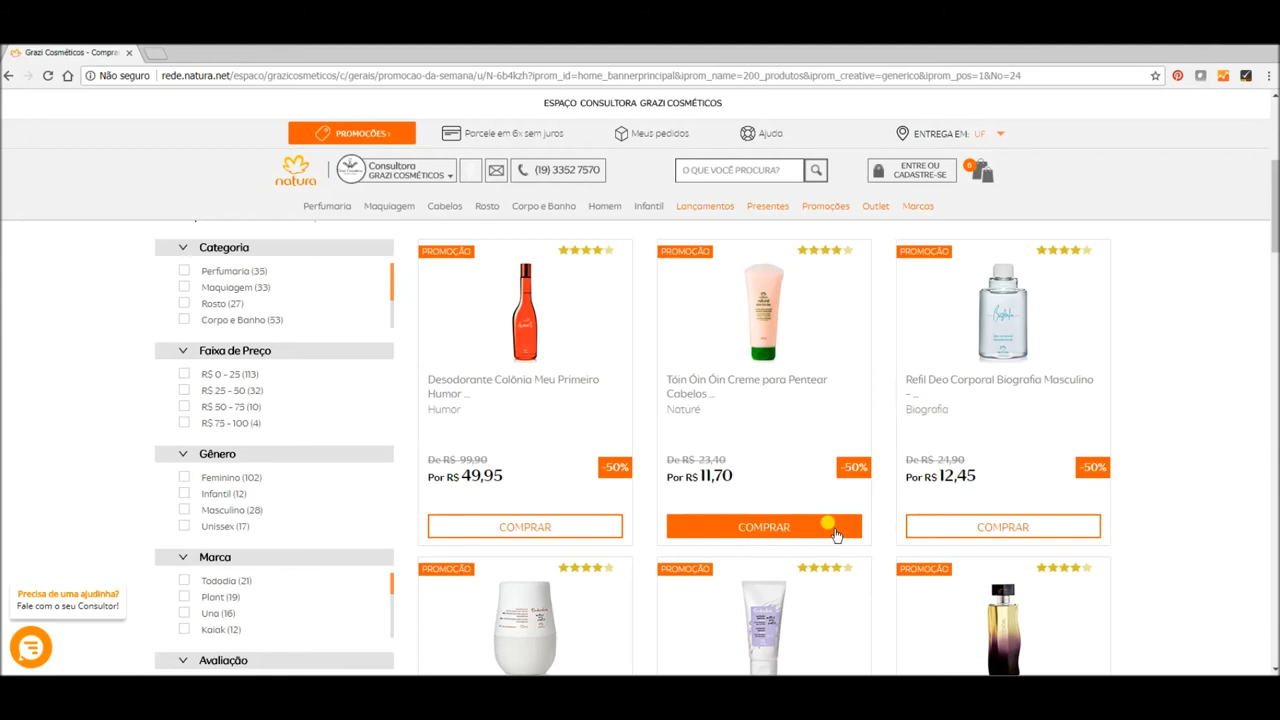 Grazi Cosméticos - Compra
Não seguro
rede.natura.net/espaco/grazicosmeticos/c/gerais/promocao-da-semana/u/N-6b4kzh?iprom_id=home_bannerprincipal&iprom_name=200_produtos&iprom_creative=generico&iprom_pos=1&No=24
ESPAÇO CONSULTORA GRAZI COSMÉTICOS
PROMOÇÕES ›
Parcele em 6x sem juros
Meus pedidos
Ajuda
ENTREGA EM: UF
natura
Consultora
GRAZI COSMÉTICOS
(19) 3352 7570
O QUE VOCÊ PROCURA?
ENTRE OU
CADASTRE-SE
6
Perfumaria Maquiagem Cabelos Rosto Corpo e Banho Homem Infantil Lançamentos Presentes Promoções Outlet Marcas
Categoria
Perfumaria (35)
Maquiagem (33)
Rosto (27)
Corpo e Banho (53)
Faixa de Preço
R$ 0 - 25 (113)
R$ 25 - 50 (32)
R$ 50 - 75 (10)
R$ 75 - 100 (4)
Gênero
Feminino (102)
Infantil (12)
Masculino (28)
Unissex (17)
Marca
Tododia (21)
Plant (19)
Una (16)
Kaiak (12)
Avaliação
PROMOÇÃO
Desodorante Colônia Meu Primeiro
Humor ...
Humor
De R$ 99,90
Por R$ 49,95
-50%
COMPRAR
PROMOÇÃO
Tóin Óin Óin Creme para Pentear
Cabelos ...
Naturé
De R$ 23,40
Por R$ 11,70
-50%
COMPRAR
PROMOÇÃO
Refil Deo Corporal Biografia Masculino
- ...
Biografia
De R$ 24,90
Por R$ 12,45
-50%
COMPRAR
PROMOÇÃO
PROMOÇÃO
PROMOÇÃO
Precisa de uma ajudinha?
Fale com o seu Consultor!